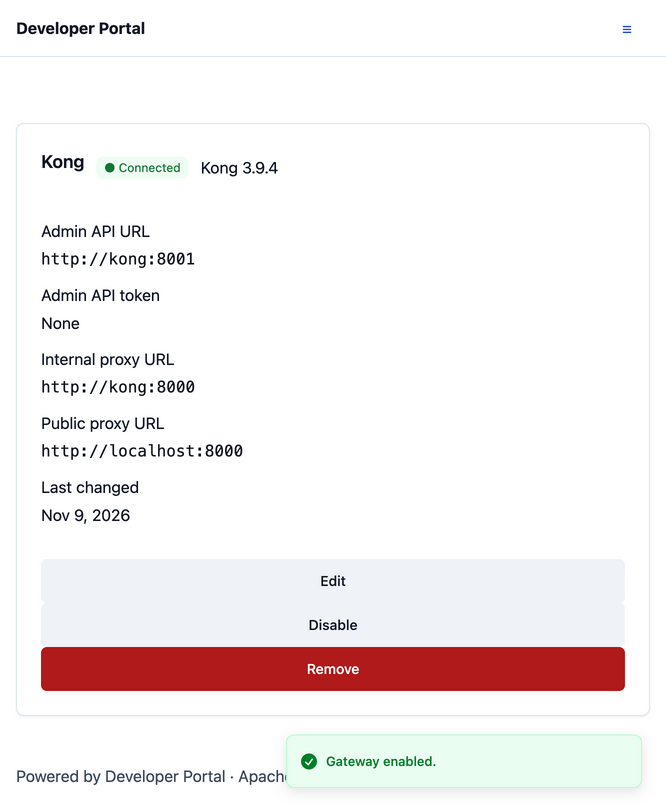 Developer Portal
Kong
Connected
Kong 3.9.4
Admin API URL
http://kong:8001
Admin API token
None
Internal proxy URL
http://kong:8000
Public proxy URL
http://localhost:8000
Last changed
Nov 9, 2026
Edit
Disable
Remove
Gateway enabled.
Powered by Developer Portal ·